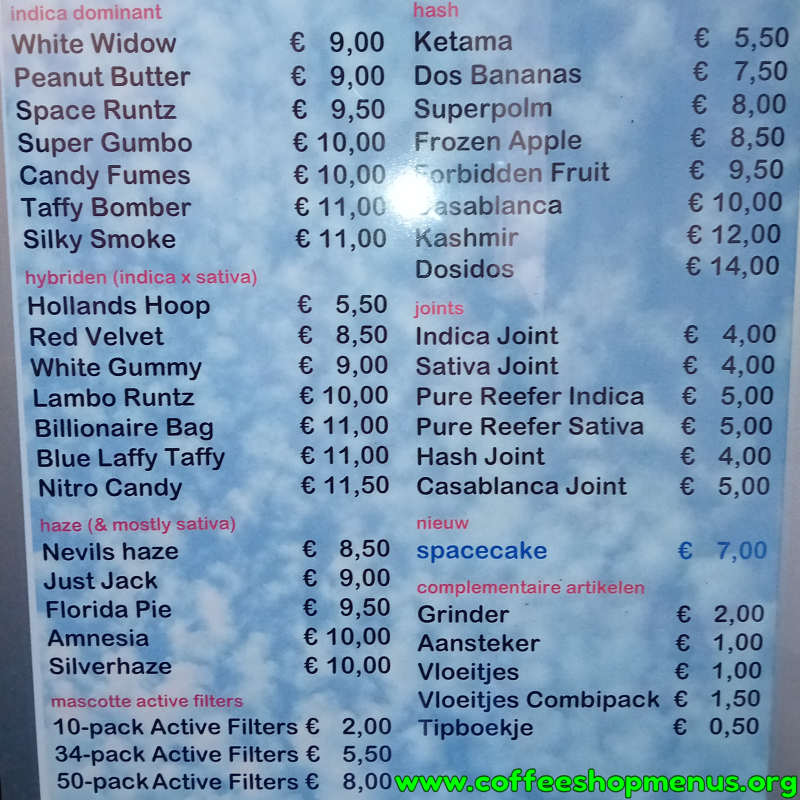 indica dominant
White Widow € 9,00
Peanut Butter € 9,00
Space Runtz € 9,50
Super Gumbo € 10,00
Candy Fumes € 10,00
Taffy Bomber € 11,00
Silky Smoke € 11,00
hybriden (indica x sativa)
Hollands Hoop € 5,50
Red Velvet € 8,50
White Gummy € 9,00
Lambo Runtz € 10,00
Billionaire Bag € 11,00
Blue Laffy Taffy € 11,00
Nitro Candy € 11,50
haze (& mostly sativa)
Nevils haze € 8,50
Just Jack € 9,00
Florida Pie € 9,50
Amnesia € 10,00
Silverhaze € 10,00
mascotte active filters
10-pack Active Filters € 2,00
34-pack Active Filters € 5,50
50-pack Active Filters € 8,00
hash
Ketama € 5,50
Dos Bananas € 7,50
Superpolm € 8,00
Frozen Apple € 8,50
Forbidden Fruit € 9,50
Casablanca € 10,00
Kashmir € 12,00
Dosidos € 14,00
joints
Indica Joint € 4,00
Sativa Joint € 4,00
Pure Reefer Indica € 5,00
Pure Reefer Sativa € 5,00
Hash Joint € 4,00
Casablanca Joint € 5,00
nieuw
spacecake € 7,00
complementaire artikelen
Grinder € 2,00
Aansteker € 1,00
Vloeitjes € 1,00
Vloeitjes Combipack € 1,50
Tipboekje € 0,50
www.coffeeshopmenus.org